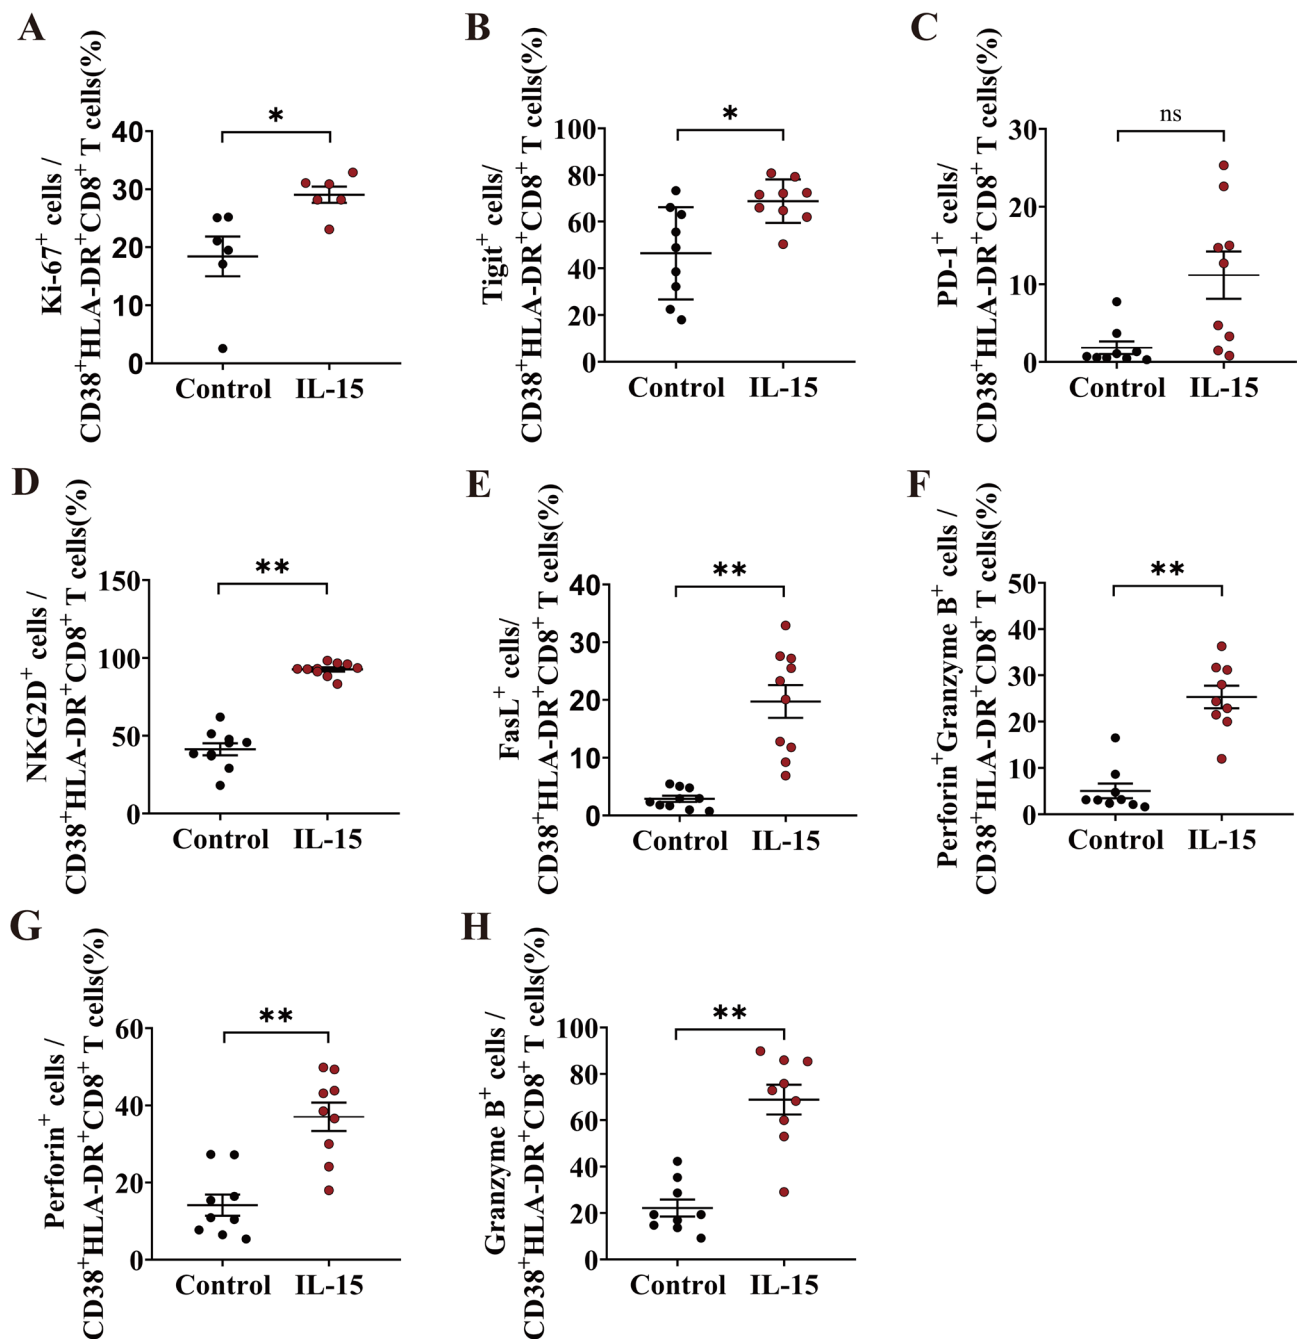 A
Ki-67+ cells /
CD38+HLA-DR+CD8+ T cells(%)
*
40
30
20
10
0
Control
IL-15
B
Tigit+ cells/
CD38+HLA-DR+CD8+ T cells(%)
*
100
80
60
40
20
0
Control
IL-15
C
PD-1+ cells/
CD38+HLA-DR+CD8+ T cells(%)
ns
30
20
10
0
Control
IL-15
D
NKG2D+ cells /
CD38+HLA-DR+CD8+ T cells(%)
**
150
100
50
0
Control
IL-15
E
FasL+ cells/
CD38+HLA-DR+CD8+ T cells(%)
**
40
30
20
10
0
Control
IL-15
F
Perforin+Granzyme B+ cells /
CD38+HLA-DR+CD8+ T cells(%)
**
50
40
30
20
10
0
Control
IL-15
G
Perforin+ cells /
CD38+HLA-DR+CD8+ T cells(%)
**
60
40
20
0
Control
IL-15
H
Granzyme B+ cells /
CD38+HLA-DR+CD8+ T cells(%)
**
100
80
60
40
20
0
Control
IL-15